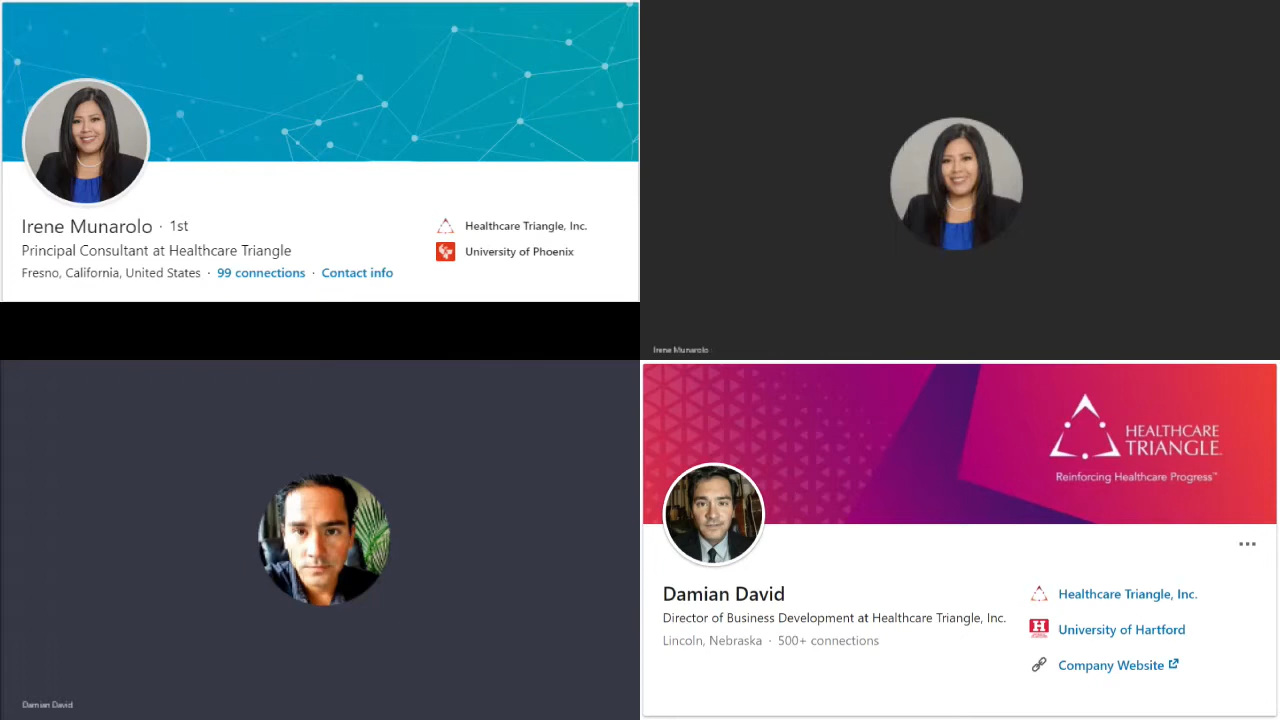 Irene Munarolo · 1st
Principal Consultant at Healthcare Triangle
Fresno, California, United States · 99 connections · Contact info
Healthcare Triangle, Inc.
University of Phoenix
Irene Munarolo
Damian David
HEALTHCARE
TRIANGLE
Reinforcing Healthcare Progress™
Damian David
Director of Business Development at Healthcare Triangle, Inc.
Lincoln, Nebraska · 500+ connections
Healthcare Triangle, Inc.
H
University of Hartford
Company Website